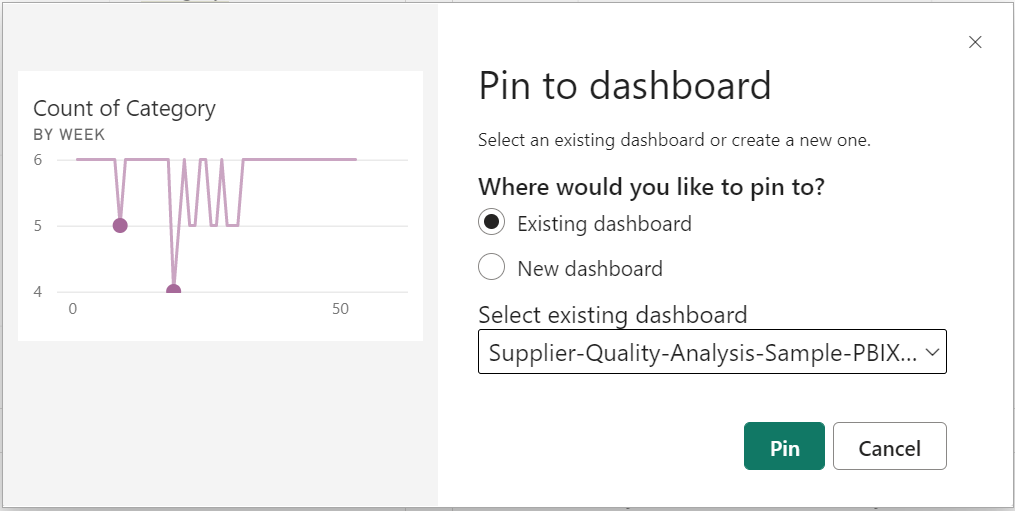 Count of Category
BY WEEK
6
5
4
0 50
Pin to dashboard
Select an existing dashboard or create a new one.
Where would you like to pin to?
Existing dashboard
New dashboard
Select existing dashboard
Supplier-Quality-Analysis-Sample-PBIX...
Pin Cancel